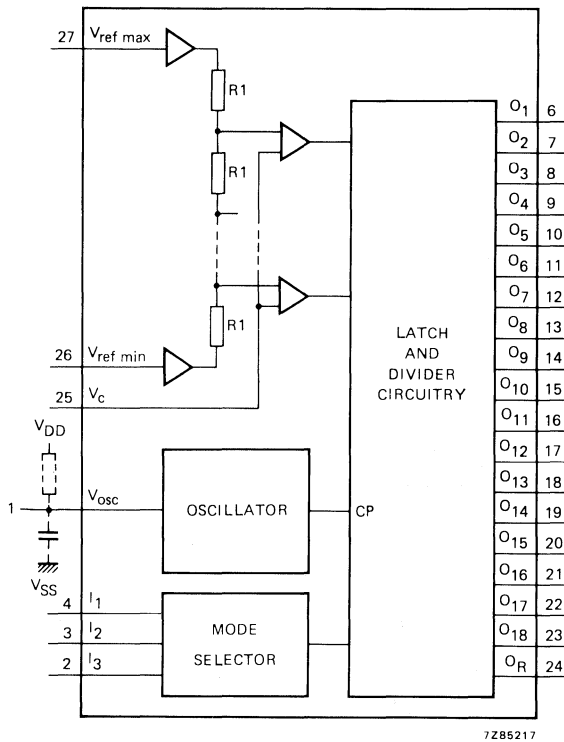 27 V ref max
R1
R1
R1
26 V ref min
25 Vc
VDD
1 Vosc
VSS
OSCILLATOR
CP
4 I1
3 I2
2 I3
MODE
SELECTOR
LATCH
AND
DIVIDER
CIRCUITRY
O1 6
O2 7
O3 8
O4 9
O5 10
O6 11
O7 12
O8 13
O9 14
O10 15
O11 16
O12 17
O13 18
O14 19
O15 20
O16 21
O17 22
O18 23
OR 24
7Z85217